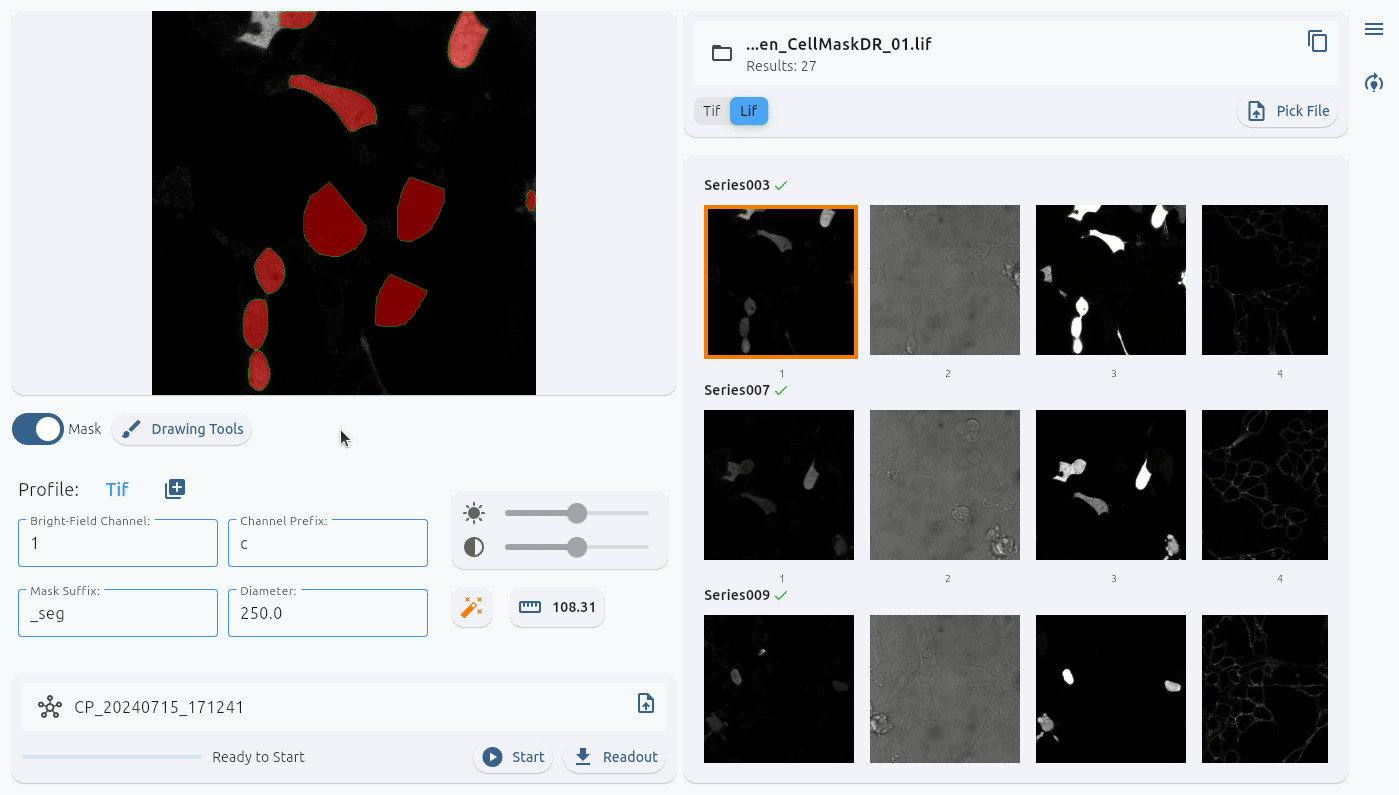 ...en_CellMaskDR_01.lif
Results: 27
Tif Lif
Pick File
Series003
1 2 3 4
Series007
1 2 3 4
Series009
Mask
Drawing Tools
Profile: Tif
Bright-Field Channel:
1
Channel Prefix:
c
Mask Suffix:
_seg
Diameter:
250.0
108.31
CP_20240715_171241
Ready to Start
Start
Readout